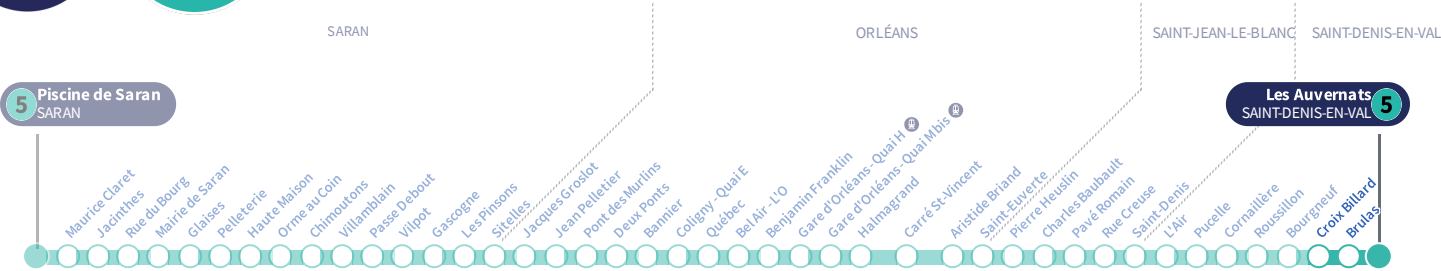 SARAN
ORLÉANS
SAINT-JEAN-LE-BLANC
SAINT-DENIS-EN-VAL
5
Piscine de Saran
SARAN
Les Auvernats
SAINT-DENIS-EN-VAL
5
Maurice Claret
Jacinthes
Rue du Bourg
Mairie de Saran
Glaises
Pelleterie
Haute Maison
Orme au Coin
Chimoutons
Villamblain
Passe Debout
Vilpot
Gascogne
Les Pinsons
Sitelles
Jacques Groslot
Jean Pelletier
Pont des Murlins
Deux Ponts
Bannier
Coligny - Quai E
Québec
Bel Air - L'O
Benjamin Franklin
Gare d'Orléans - Quai H
Gare d'Orléans - Quai Mbis
Halmagrand
Carré St-Vincent
Aristide Briand
Saint-Euverte
Pierre Heuslin
Charles Baubault
Pavé Romain
Rue Creuse
Saint-Denis
L'Air
Pucelle
Cornaillère
Roussillon
Bourgneuf
Croix Billard
Brulas